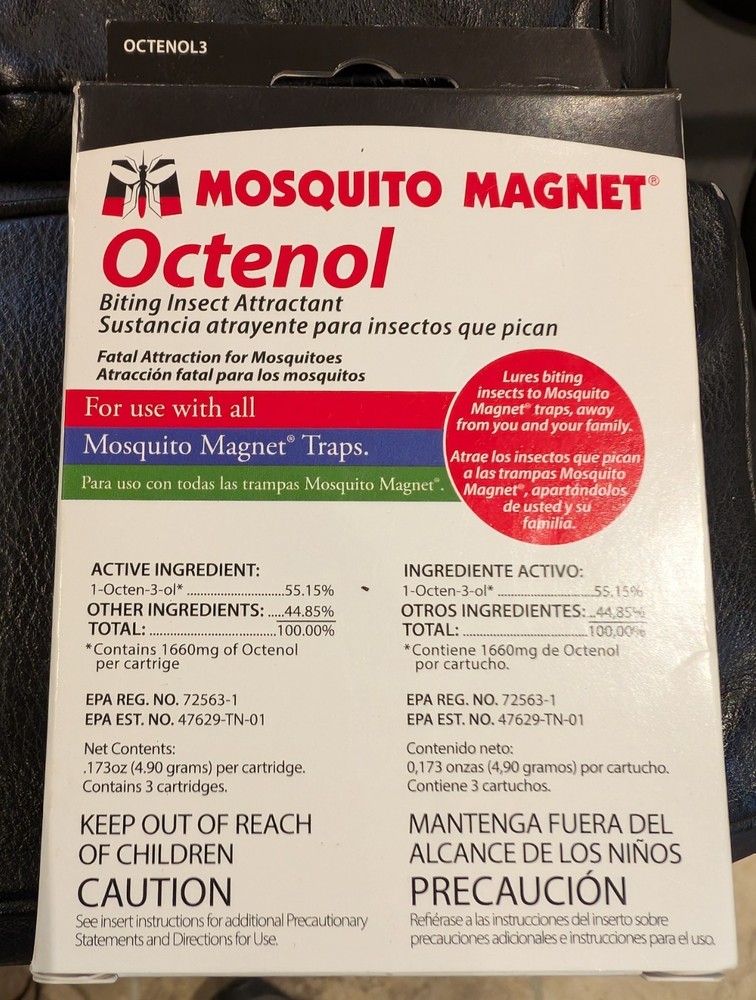 OCTENOL3
MOSQUITO MAGNET®
Octenol
Biting Insect Attractant
Sustancia atrayente para insectos que pican
Fatal Attraction for Mosquitoes
Atracción fatal para los mosquitos
For use with all
Mosquito Magnet® Traps.
Para uso con todas las trampas Mosquito Magnet®.
Lures biting
insects to Mosquito
Magnet® traps, away
from you and your family.
Atrae los insectos que pican
a las trampas Mosquito
Magnet®, apartándolos
de usted y su
familia.
ACTIVE INGREDIENT:
1-Octen-3-ol* ..............................55.15%
OTHER INGREDIENTS: .....44.85%
TOTAL: ..............................100.00%
*Contains 1660mg of Octenol
per cartrige
EPA REG. NO. 72563-1
EPA EST. NO. 47629-TN-01
Net Contents:
.173oz (4.90 grams) per cartridge.
Contains 3 cartridges.
KEEP OUT OF REACH
OF CHILDREN
CAUTION
See insert instructions for additional Precautionary
Statements and Directions for Use.
INGREDIENTE ACTIVO:
1-Octen-3-ol* ..............................55.15%
OTROS INGREDIENTES: ..44,85%
TOTAL: ..............................100,00%
*Contiene 1660mg de Octenol
por cartucho.
EPA REG. NO. 72563-1
EPA EST. NO. 47629-TN-01
Contenido neto:
0,173 onzas (4,90 gramos) por cartucho.
Contiene 3 cartuchos.
MANTENGA FUERA DEL
ALCANCE DE LOS NIÑOS
PRECAUCIÓN
Refiérase a las instrucciones del inserto sobre
precauciones adicionales e instrucciones para el uso.